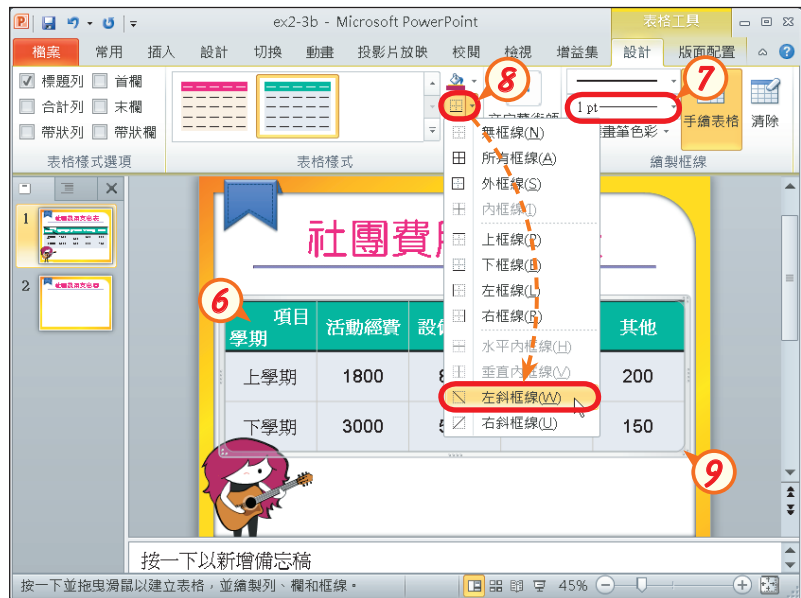 ex2-3b - Microsoft PowerPoint
表格工具
檔案 常用 插入 設計 切換 動畫 投影片放映 校閱 檢視 增益集 設計 版面配置
標題列 首欄
合計列 末欄
帶狀列 帶狀欄
表格樣式選項
表格樣式
8
7
1 pt
畫筆色彩
手繪表格
清除
繪製框線
無框線(N)
所有框線(A)
外框線(S)
內框線(I)
上框線(P)
下框線(B)
左框線(L)
右框線(R)
水平內框線(H)
垂直內框線(V)
左斜框線(W)
右斜框線(U)
1
2
社團費
6
項目
學期 活動經費 設 其他
上學期 1800 200
下學期 3000 150
9
按一下以新增備忘稿
按一下並拖曳滑鼠以建立表格，並繪製列、欄和框線。
45%